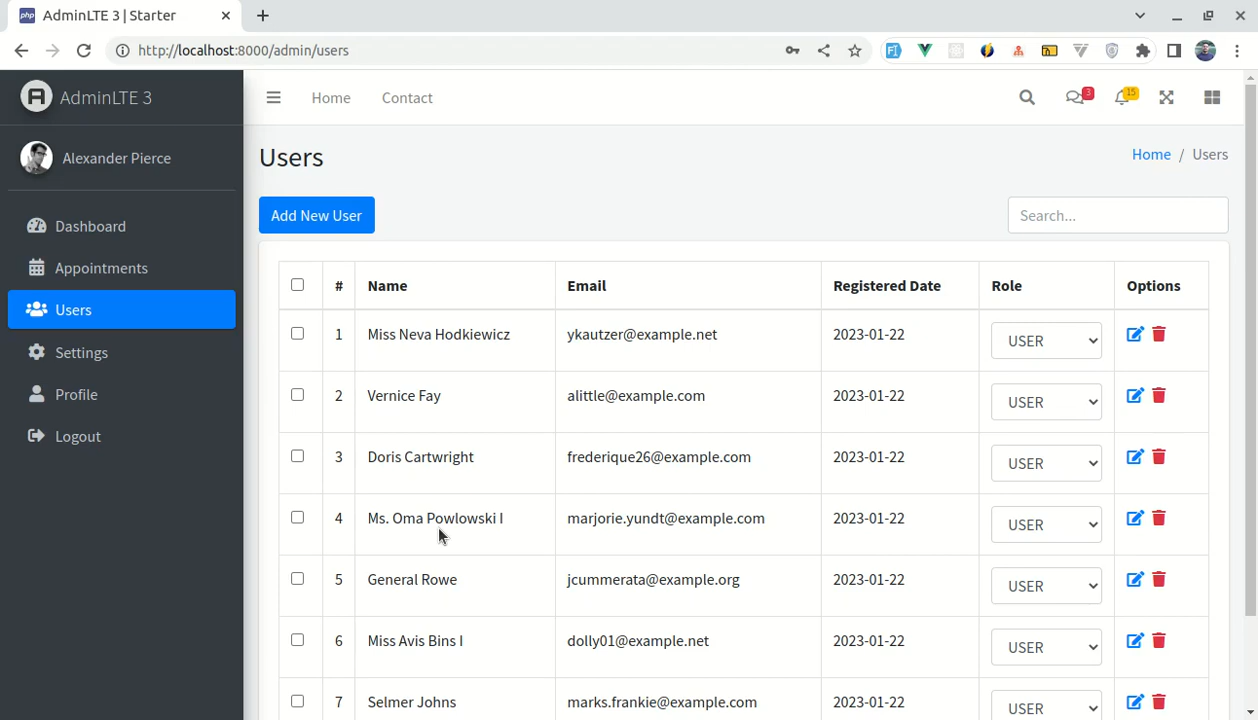 AdminLTE 3 | Starter
http://localhost:8000/admin/users
AdminLTE 3
Home
Contact
3
15
Alexander Pierce
Users
Home / Users
Add New User
Search...
Dashboard
Appointments
Users
Settings
Profile
Logout
# Name Email Registered Date Role Options
1 Miss Neva Hodkiewicz ykautzer@example.net 2023-01-22 USER
2 Vernice Fay alittle@example.com 2023-01-22 USER
3 Doris Cartwright frederique26@example.com 2023-01-22 USER
4 Ms. Oma Powlowski I marjorie.yundt@example.com 2023-01-22 USER
5 General Rowe jcummerata@example.org 2023-01-22 USER
6 Miss Avis Bins I dolly01@example.net 2023-01-22 USER
7 Selmer Johns marks.frankie@example.com 2023-01-22 USER